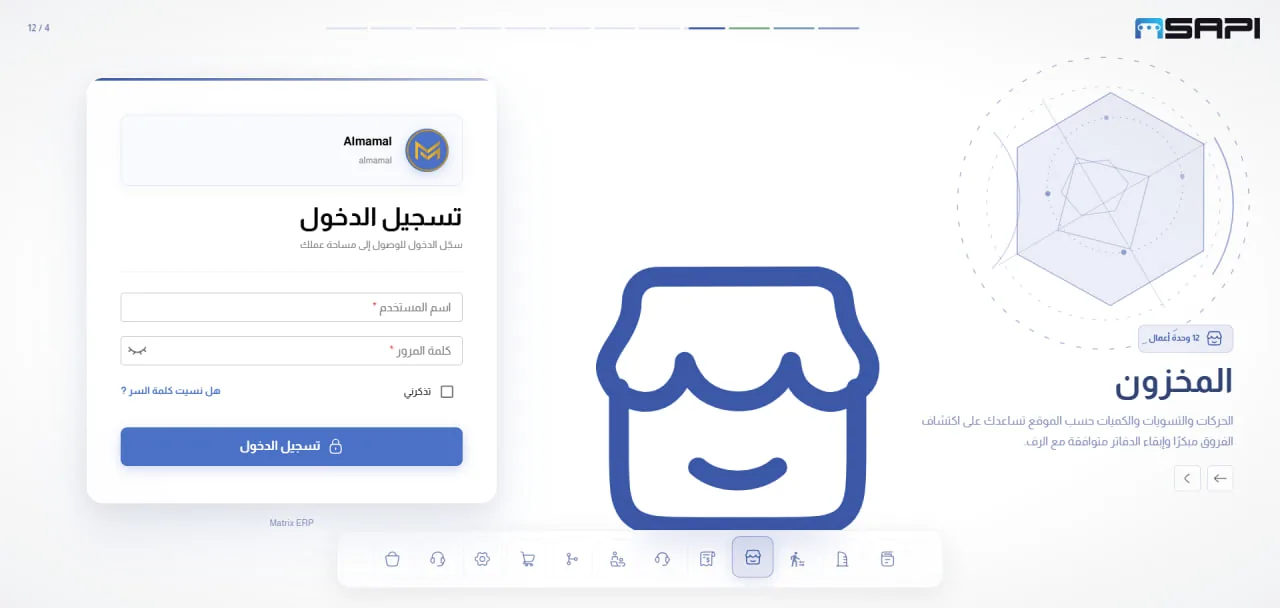 ASAPI
12 / 4
12 وحدة أعمال
المخزون
الحركات والتسويات والكميات حسب الموقع تساعدك على اكتشاف
الفروق مبكرًا وإبقاء الدفاتر متوافقة مع الرف.
Almamal
almamal
تسجيل الدخول
سجّل الدخول للوصول إلى مساحة عملك
اسم المستخدم *
كلمة المرور *
تذكرني
هل نسيت كلمة السر ?
تسجيل الدخول
Matrix ERP